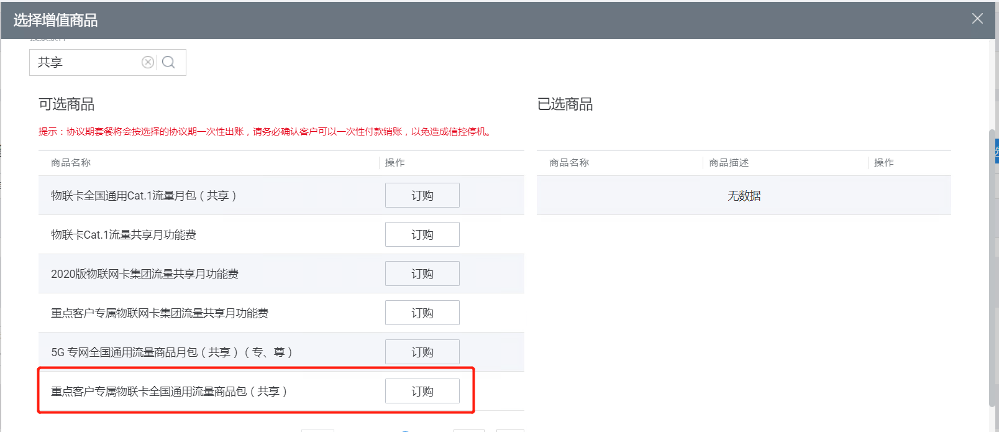 选择增值商品
共享
可选商品
已选商品
提示：协议期套餐将会按选择的协议期一次性出账，请务必确认客户可以一次性付款销账，以免造成信控停机。
商品名称 操作
商品名称 商品描述 操作
物联卡全国通用Cat.1流量月包（共享） 订购
无数据
物联卡Cat.1流量共享月功能费 订购
2020版物联网卡集团流量共享月功能费 订购
重点客户专属物联网卡集团流量共享月功能费 订购
5G 专网全国通用流量商品月包（共享）（专、尊） 订购
重点客户专属物联卡全国通用流量商品包（共享） 订购